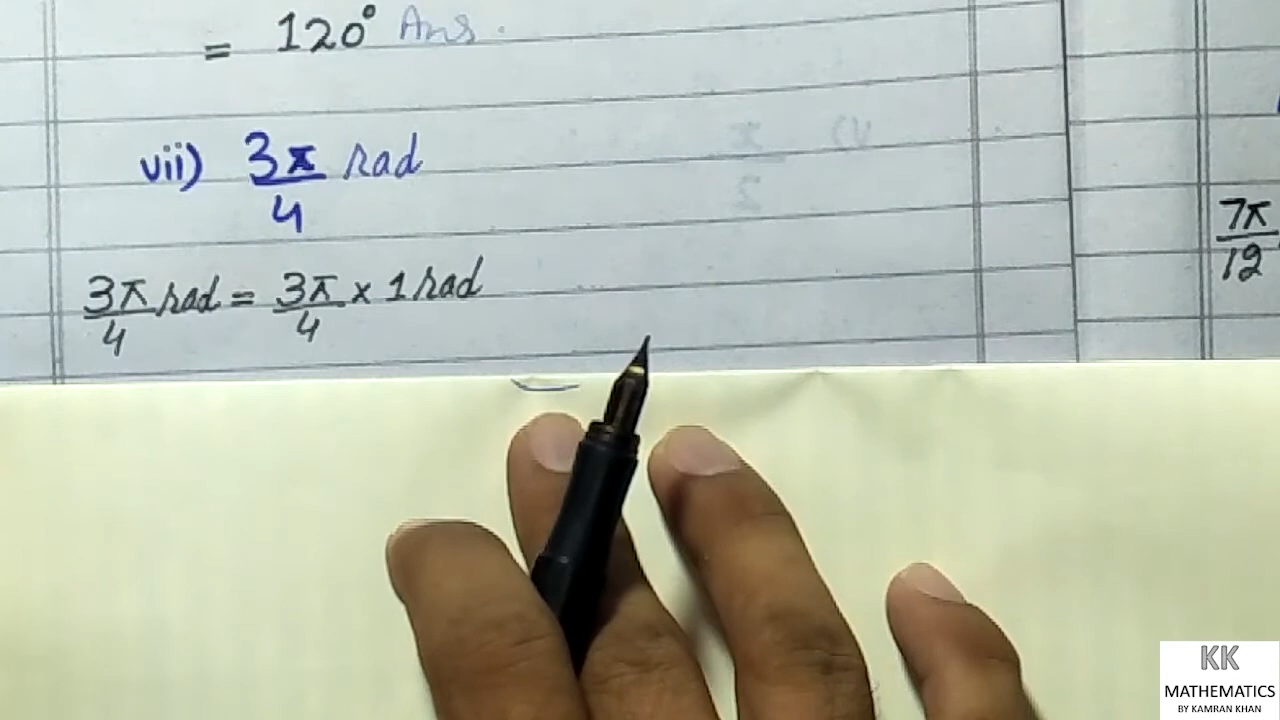 = 120° Ans.
vii) 3π/4 rad
3π/4 rad = 3π/4 × 1 rad
7π/12
KK
MATHEMATICS
BY KAMRAN KHAN